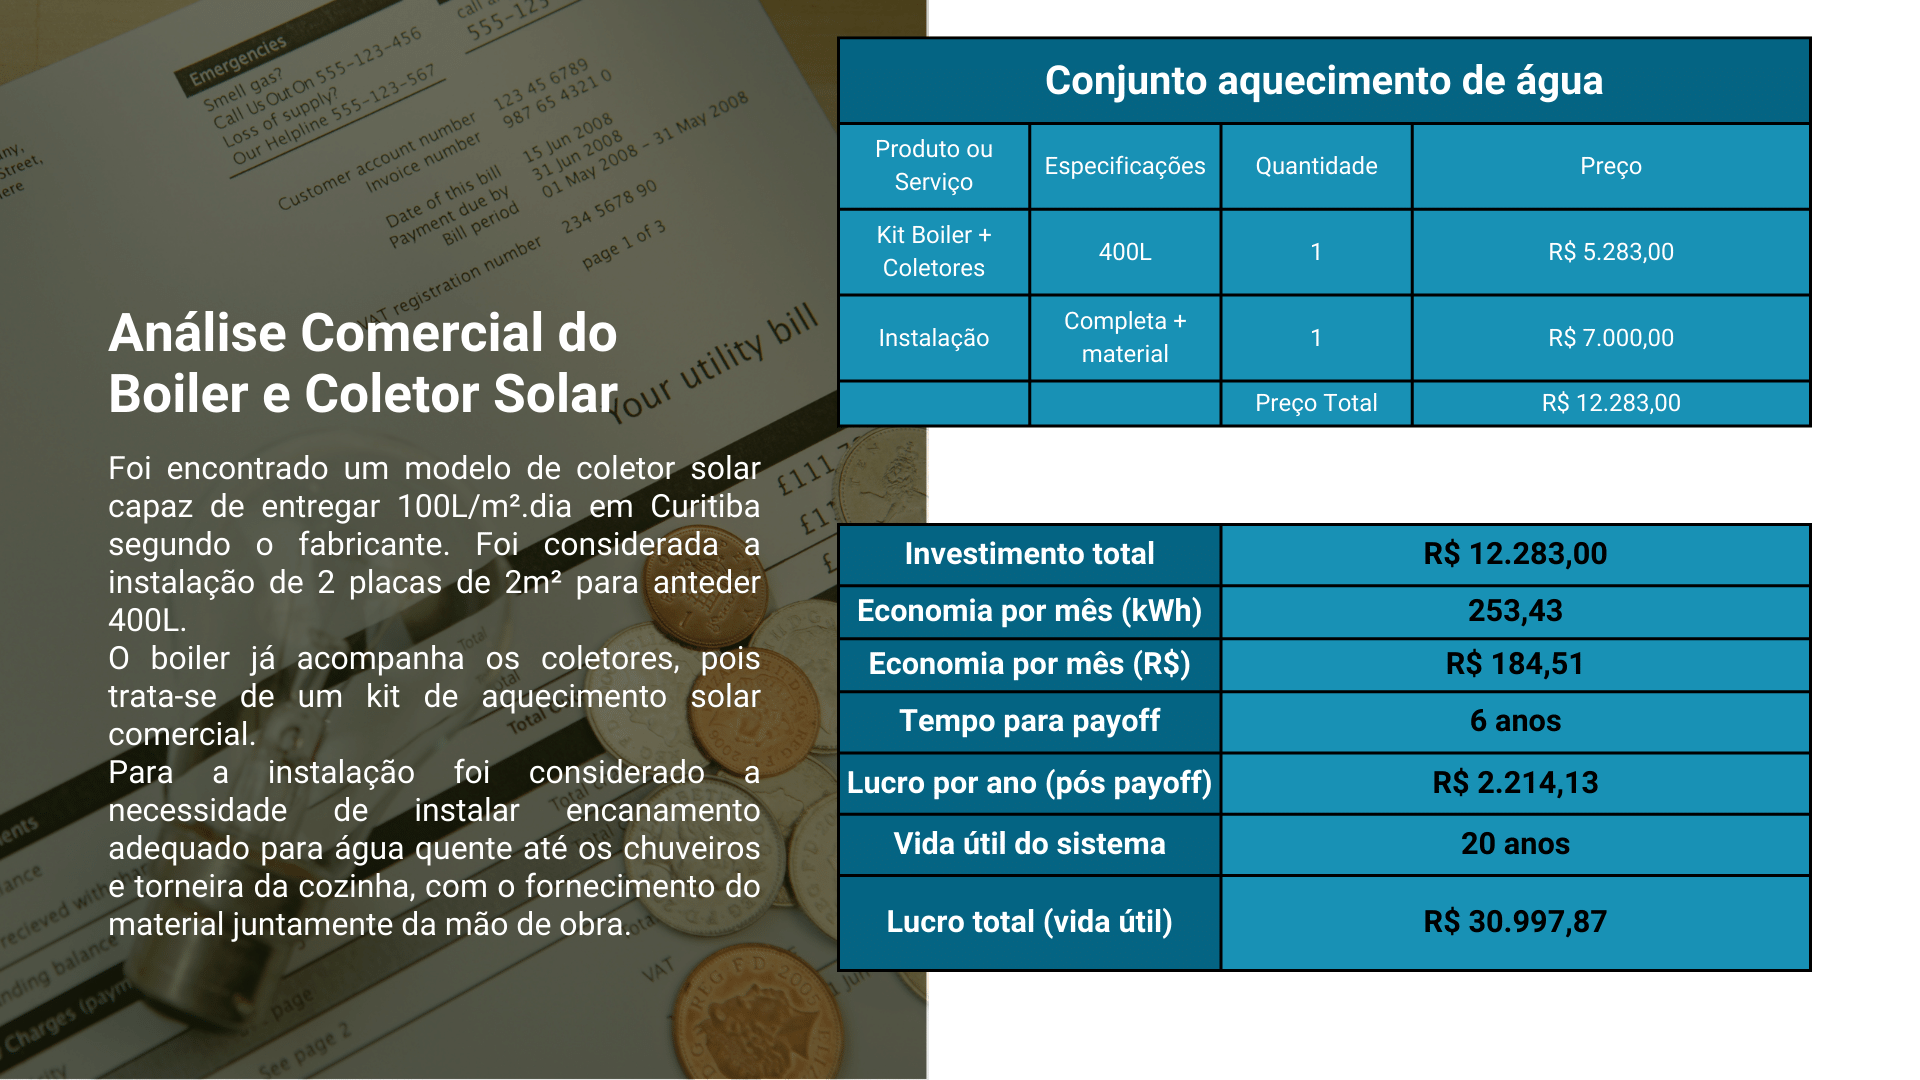 Emergencies
Smell gas?
Call Us Out On 555-123-456
Loss of supply?
Our Helpline 555-123-567
Customer account number 123 45 6789
Invoice number 987 65 4321 0
Date of this bill 15 Jun 2008
Payment due by 31 Jun 2008
Bill period 01 May 2008 - 31 May 2008
VAT registration number 234 5678 90
page 1 of 3
Your utility bill
Análise Comercial do
Boiler e Coletor Solar
Foi encontrado um modelo de coletor solar
capaz de entregar 100L/m².dia em Curitiba
segundo o fabricante. Foi considerada a
instalação de 2 placas de 2m² para anteder
400L.
O boiler já acompanha os coletores, pois
trata-se de um kit de aquecimento solar
comercial.
Para a instalação foi considerado a
necessidade de instalar encanamento
adequado para água quente até os chuveiros
e torneira da cozinha, com o fornecimento do
material juntamente da mão de obra.
See page 2
VAT
Conjunto aquecimento de água
Produto ou Serviço Especificações Quantidade Preço
Kit Boiler + Coletores 400L 1 R$ 5.283,00
Instalação Completa + material 1 R$ 7.000,00
Preço Total R$ 12.283,00
Investimento total R$ 12.283,00
Economia por mês (kWh) 253,43
Economia por mês (R$) R$ 184,51
Tempo para payoff 6 anos
Lucro por ano (pós payoff) R$ 2.214,13
Vida útil do sistema 20 anos
Lucro total (vida útil) R$ 30.997,87